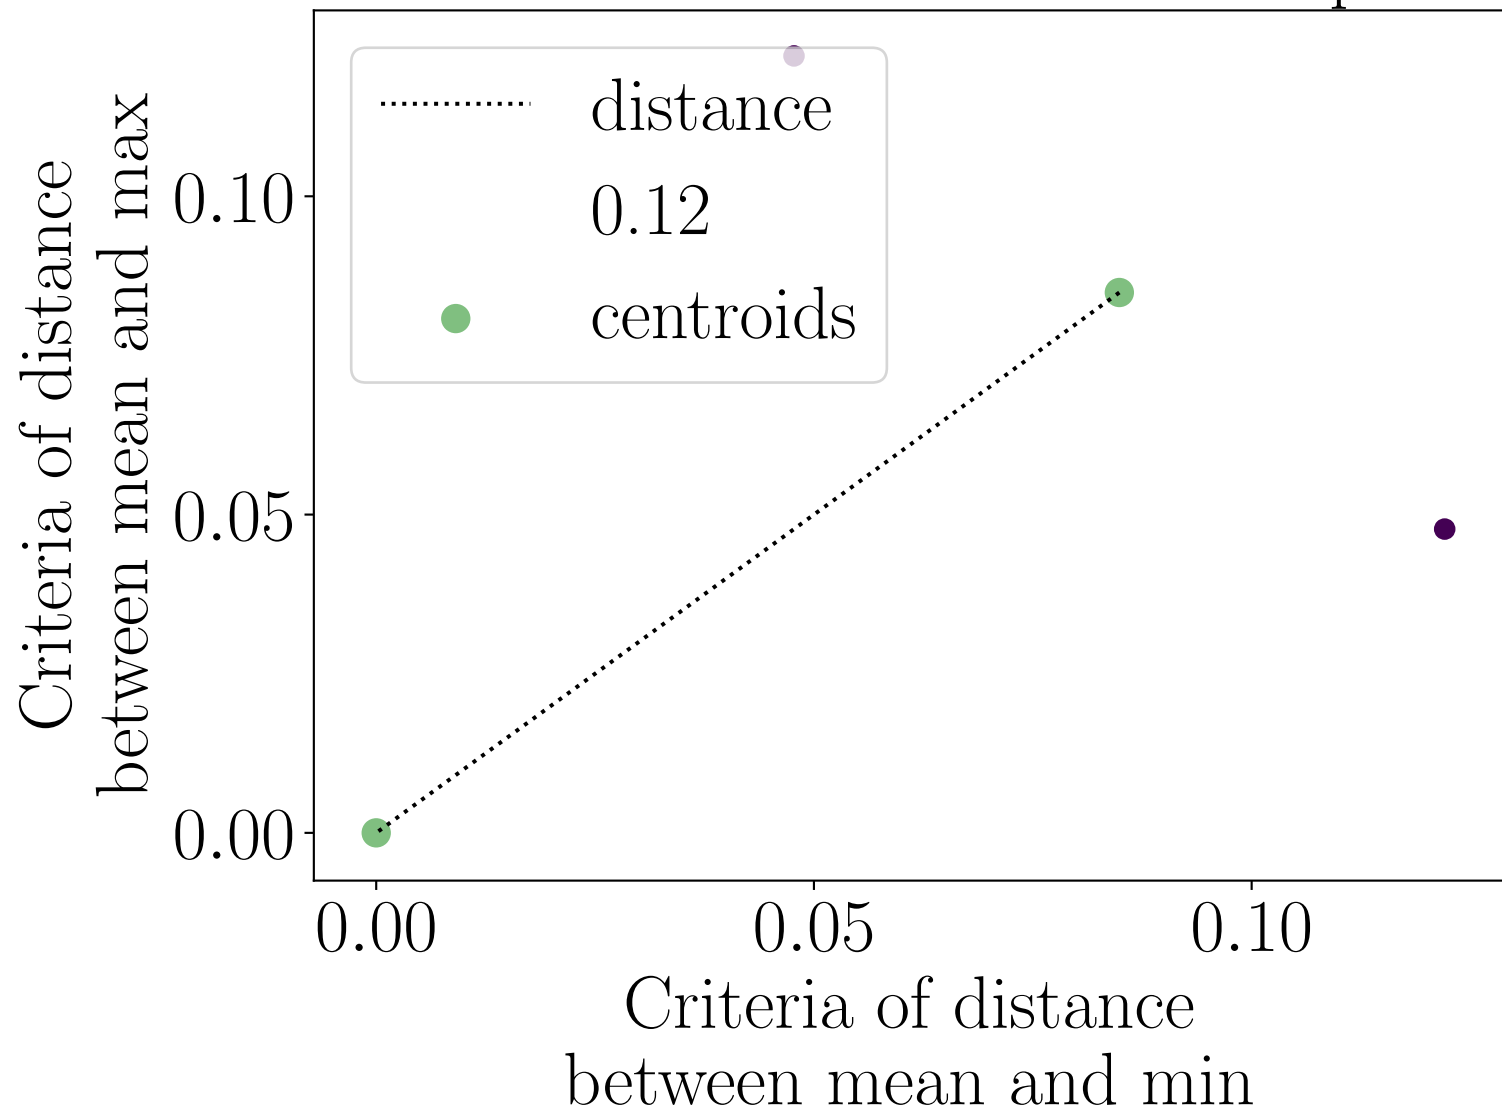 distance
0.12
centroids
Criteria of distance
between mean and max
0.10
0.05
0.00
0.00 0.05 0.10
Criteria of distance
between mean and min